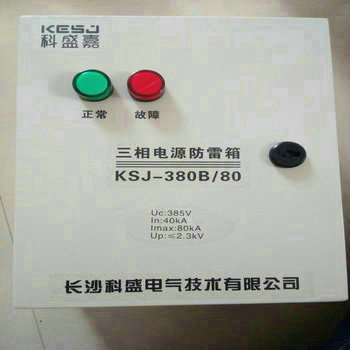 KESJ
科盛嘉
正常 故障
三相电源防雷箱
KSJ-380B/80
Uc:385V
In:40kA
Imax:80kA
Up:≤2.3kV
长沙科盛电气技术有限公司